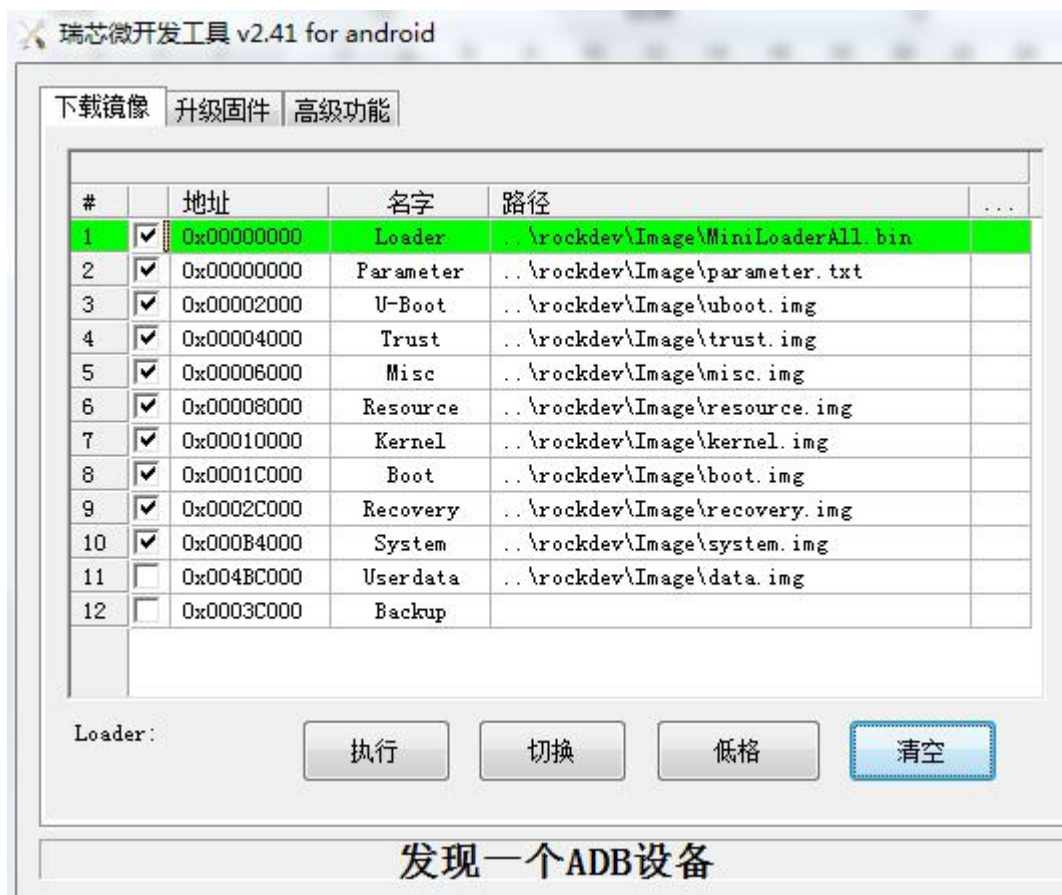 瑞芯微开发工具 v2.41 for android
下载镜像 升级固件 高级功能
# 地址 名字 路径 ...
1 0x00000000 Loader ..\rockdev\Image\MiniLoaderAll.bin
2 0x00000000 Parameter ..\rockdev\Image\parameter.txt
3 0x00002000 U-Boot ..\rockdev\Image\uboot.img
4 0x00004000 Trust ..\rockdev\Image\trust.img
5 0x00006000 Misc ..\rockdev\Image\misc.img
6 0x00008000 Resource ..\rockdev\Image\resource.img
7 0x00010000 Kernel ..\rockdev\Image\kernel.img
8 0x0001C000 Boot ..\rockdev\Image\boot.img
9 0x0002C000 Recovery ..\rockdev\Image\recovery.img
10 0x000B4000 System ..\rockdev\Image\system.img
11 0x004BC000 Userdata ..\rockdev\Image\data.img
12 0x0003C000 Backup
Loader: 执行 切换 低格 清空
发现一个ADB设备